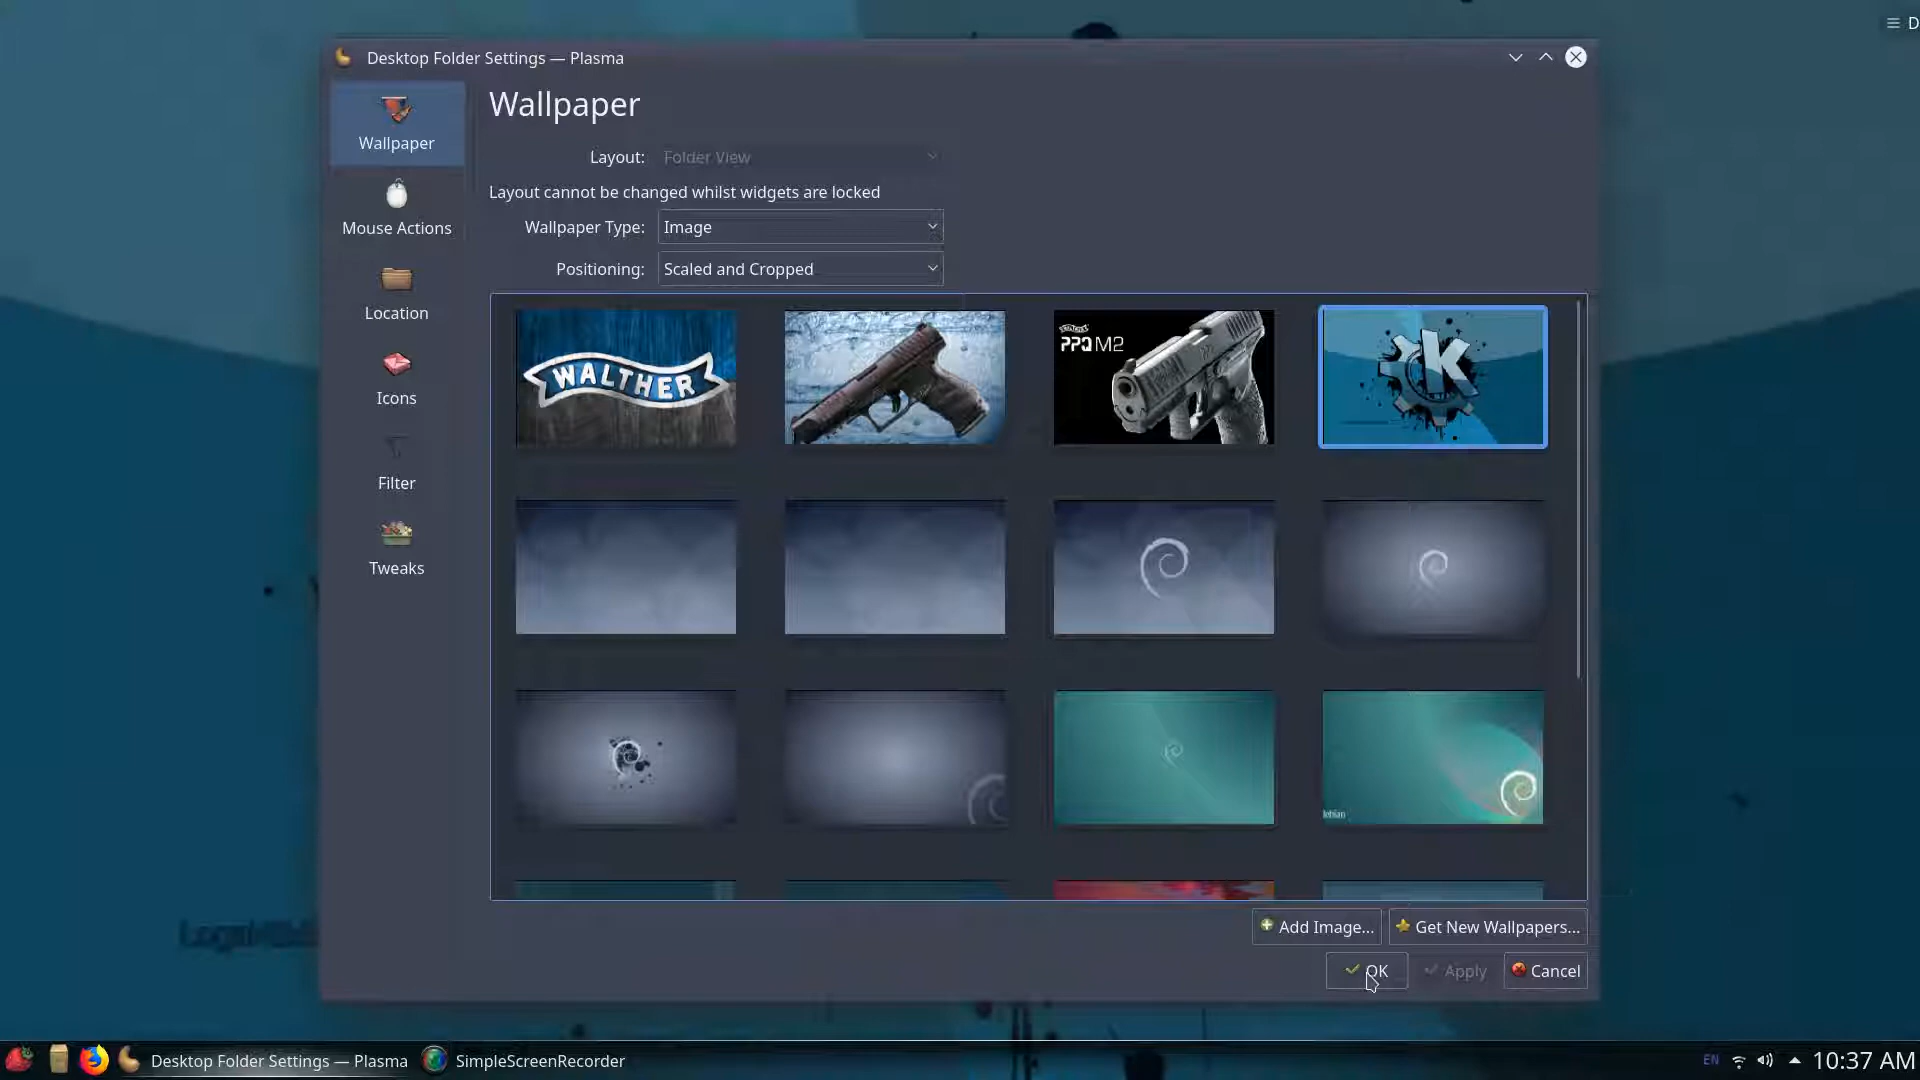 D
Desktop Folder Settings — Plasma
Wallpaper
Wallpaper
Layout: Folder View
Layout cannot be changed whilst widgets are locked
Mouse Actions
Wallpaper Type: Image
Positioning: Scaled and Cropped
Location
WALTHER
WALTHER
PPQ M2
K
Icons
Filter
Tweaks
Add Image...
Get New Wallpapers...
OK
Apply
Cancel
Desktop Folder Settings — Plasma
SimpleScreenRecorder
EN
10:37 AM